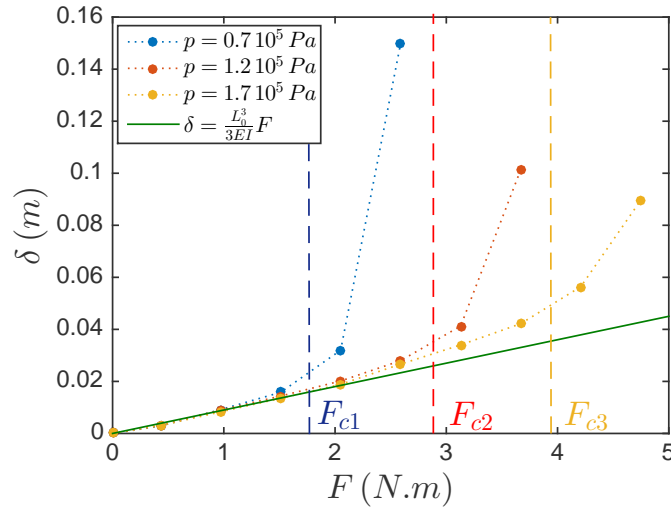 0.16
0.14
0.12
0.1
0.08
0.06
0.04
0.02
0
δ (m)
p = 0.7 10⁵ Pa
p = 1.2 10⁵ Pa
p = 1.7 10⁵ Pa
δ = L₀³/3EI F
F_c1
F_c2
F_c3
0 1 2 3 4 5
F (N.m)